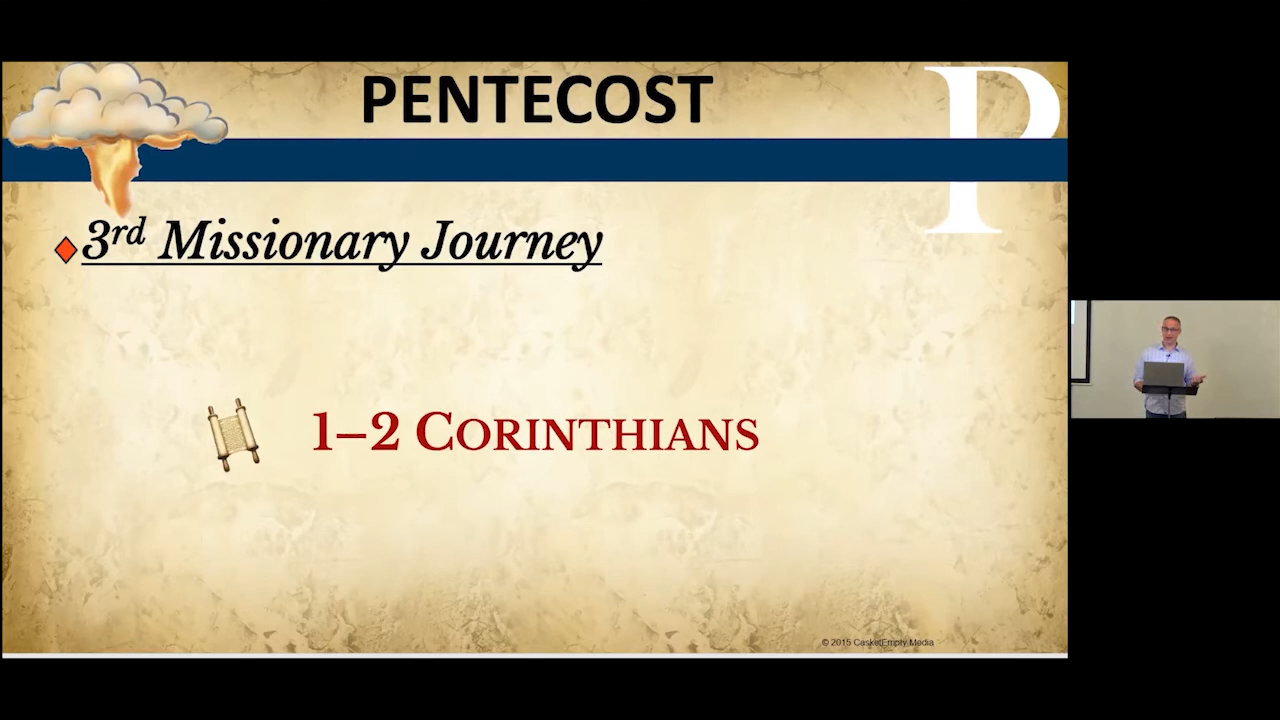 PENTECOST
P
3rd Missionary Journey
1–2 CORINTHIANS
© 2015 CasketEmpty Media